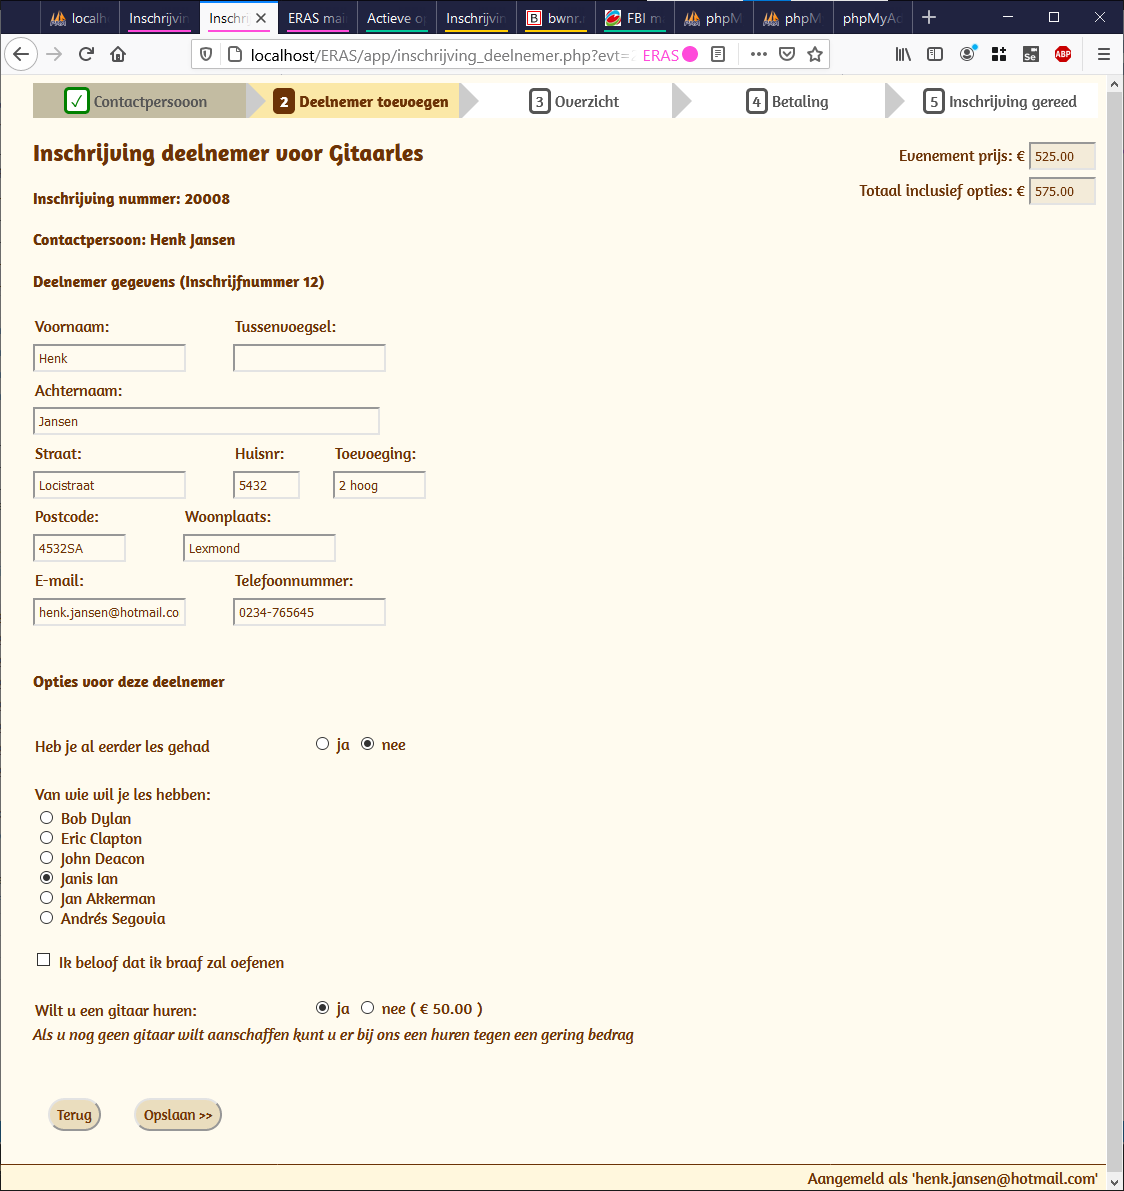 localh
Inschrijvin
Inschri
ERAS mai
Actieve o
Inschrijvin
bwnr.
FBI m
phpM
phpM
phpMyA
localhost/ERAS/app/inschrijving_deelnemer.php?evt=
ERAS
✓ Contactpersooon
2 Deelnemer toevoegen
3 Overzicht
4 Betaling
5 Inschrijving gereed
Inschrijving deelnemer voor Gitaarles
Evenement prijs: € 525.00
Totaal inclusief opties: € 575.00
Inschrijving nummer: 20008
Contactpersoon: Henk Jansen
Deelnemer gegevens (Inschrijfnummer 12)
Voornaam: Tussenvoegsel:
Henk
Achternaam:
Jansen
Straat: Huisnr: Toevoeging:
Locistraat 5432 2 hoog
Postcode: Woonplaats:
4532SA Lexmond
E-mail: Telefoonnummer:
henk.jansen@hotmail.co 0234-765645
Opties voor deze deelnemer
Heb je al eerder les gehad ja nee
Van wie wil je les hebben:
Bob Dylan
Eric Clapton
John Deacon
Janis Ian
Jan Akkerman
Andrés Segovia
Ik beloof dat ik braaf zal oefenen
Wilt u een gitaar huren: ja nee ( € 50.00 )
Als u nog geen gitaar wilt aanschaffen kunt u er bij ons een huren tegen een gering bedrag
Terug Opslaan >>
Aangemeld als 'henk.jansen@hotmail.com'